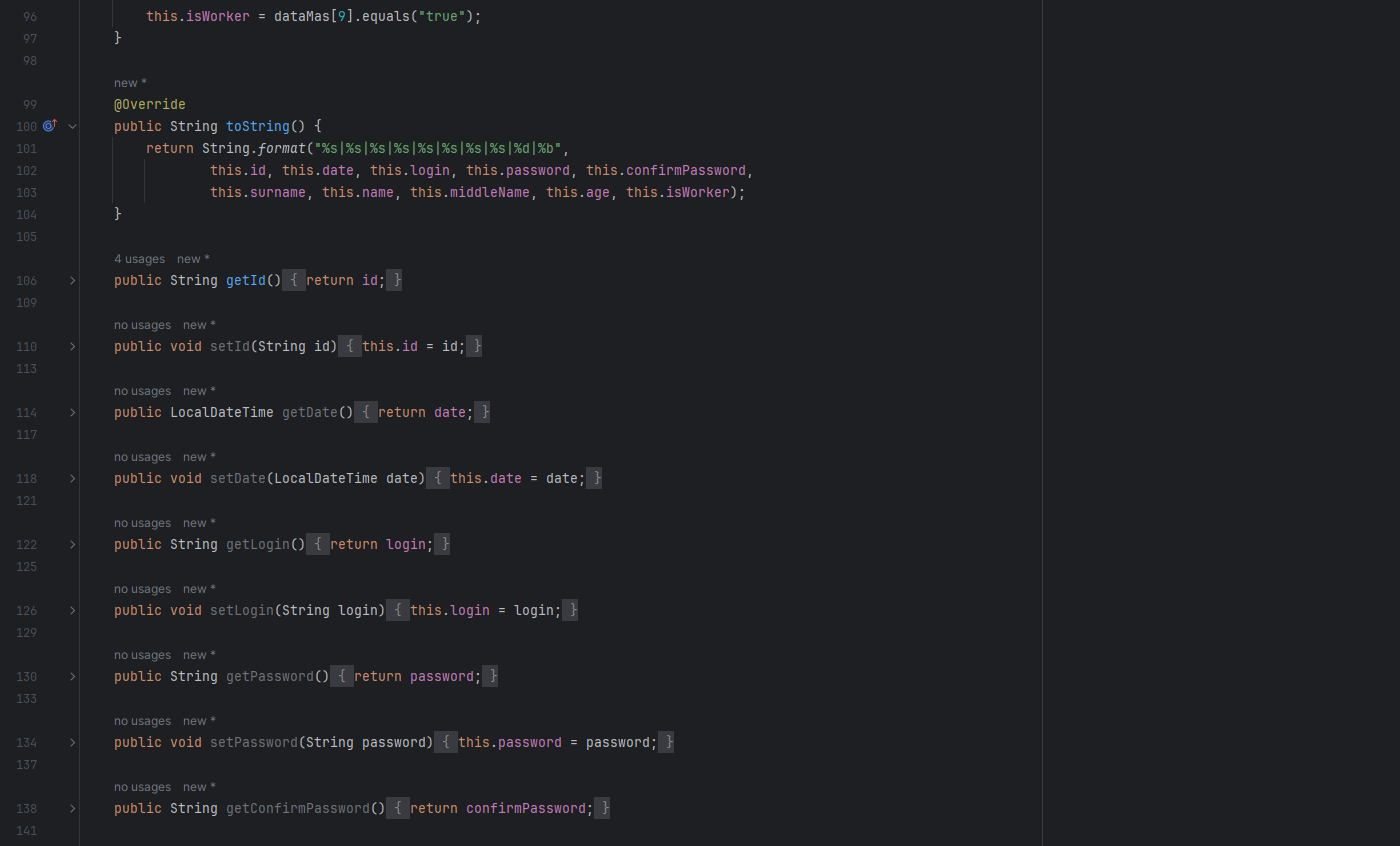 96 this.isWorker = dataMas[9].equals("true");
97 }
98
new *
99 @Override
100 public String toString() {
101 return String.format("%s|%s|%s|%s|%s|%s|%s|%s|%d|%b",
102 this.id, this.date, this.login, this.password, this.confirmPassword,
103 this.surname, this.name, this.middleName, this.age, this.isWorker);
104 }
105
4 usages new *
106 public String getId() { return id; }
109
no usages new *
110 public void setId(String id) { this.id = id; }
113
no usages new *
114 public LocalDateTime getDate() { return date; }
117
no usages new *
118 public void setDate(LocalDateTime date) { this.date = date; }
121
no usages new *
122 public String getLogin() { return login; }
125
no usages new *
126 public void setLogin(String login) { this.login = login; }
129
no usages new *
130 public String getPassword() { return password; }
133
no usages new *
134 public void setPassword(String password) { this.password = password; }
137
no usages new *
138 public String getConfirmPassword() { return confirmPassword; }
141